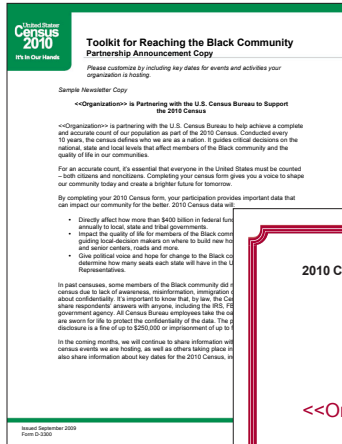 United States
Census
2010
IT'S IN OUR HANDS
Toolkit for Reaching the Black Community
Partnership Announcement Copy
Please customize by including key dates for events and activities your
organization is hosting.
Sample Newsletter Copy
<<Organization>> is Partnering with the U.S. Census Bureau to Support
the 2010 Census
<<Organization>> is partnering with the U.S. Census Bureau to help achieve a complete
and accurate count of our population as part of the 2010 Census. Conducted every
10 years, the census defines who we are as a nation. It guides critical decisions on the
national, state and local levels that affect members of the Black community and the
quality of life in our communities.
For an accurate count, it's essential that everyone in the United States must be counted
– both citizens and noncitizens. Completing your census form gives you a voice to shape
our community today and create a brighter future for tomorrow.
By completing your 2010 Census form, your participation provides important data that
can impact our community for the better. 2010 Census data will:
• Directly affect how more than $400 billion in federal fund
annually to local, state and tribal governments.
• Impact the quality of life for members of the Black comm
guiding local-decision makers on where to build new ho
and senior centers, roads and more.
• Give political voice and hope for change to the Black Co
determine how many seats each state will have in the U
Representatives.
In past censuses, some members of the Black community did n
census due to lack of awareness, misinformation, immigration c
about confidentiality. It's important to know that, by law, the Cen
share respondents' answers with anyone, including the IRS, FB
government agency. All Census Bureau employees take the oa
are sworn for life to protect the confidentiality of the data. The p
disclosure is a fine of up to $250,000 or imprisonment of up to f
In the coming months, we will continue to share information wit
census events we are hosting, as well as others taking place in
also share information about key dates for the 2010 Census, in
Issued September 2009
Form D-3300
2010 C
<<Or